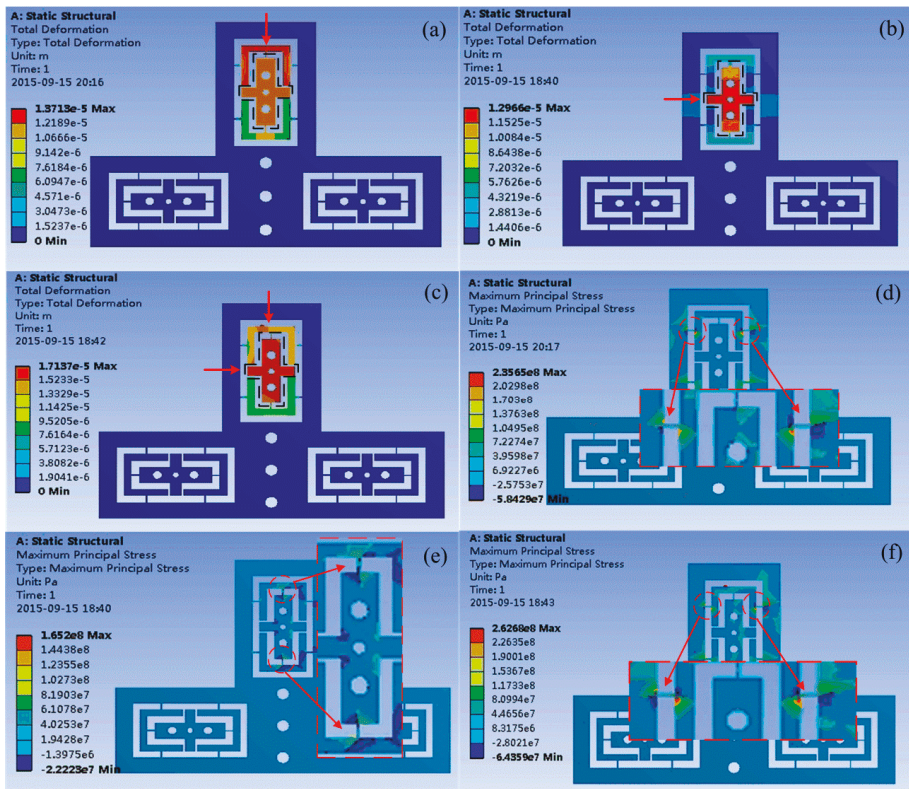 A: Static Structural
Total Deformation
Type: Total Deformation
Unit: m
Time: 1
2015-09-15 20:16
(a)
1.3713e-5 Max
1.2189e-5
1.0666e-5
9.142e-6
7.6184e-6
6.0947e-6
4.571e-6
3.0473e-6
1.5237e-6
0 Min
A: Static Structural
Total Deformation
Type: Total Deformation
Unit: m
Time: 1
2015-09-15 18:40
(b)
1.2966e-5 Max
1.1525e-5
1.0084e-5
8.6438e-6
7.2032e-6
5.7626e-6
4.3219e-6
2.8813e-6
1.4406e-6
0 Min
A: Static Structural
Total Deformation
Type: Total Deformation
Unit: m
Time: 1
2015-09-15 18:42
(c)
1.7137e-5 Max
1.5233e-5
1.3329e-5
1.1425e-5
9.5205e-6
7.6164e-6
5.7123e-6
3.8082e-6
1.9041e-6
0 Min
A: Static Structural
Maximum Principal Stress
Type: Maximum Principal Stress
Unit: Pa
Time: 1
2015-09-15 20:17
(d)
2.3565e8 Max
2.0298e8
1.703e8
1.3763e8
1.0495e8
7.2274e7
3.9598e7
6.9227e6
-2.5753e7
-5.8429e7 Min
A: Static Structural
Maximum Principal Stress
Type: Maximum Principal Stress
Unit: Pa
Time: 1
2015-09-15 18:40
(e)
1.652e8 Max
1.4438e8
1.2355e8
1.0273e8
8.1903e7
6.1078e7
4.0253e7
1.9428e7
-1.3975e6
-2.2223e7 Min
A: Static Structural
Maximum Principal Stress
Type: Maximum Principal Stress
Unit: Pa
Time: 1
2015-09-15 18:43
(f)
2.6268e8 Max
2.2635e8
1.9001e8
1.5367e8
1.1733e8
8.0994e7
4.4656e7
8.3175e6
-2.8021e7
-6.4359e7 Min